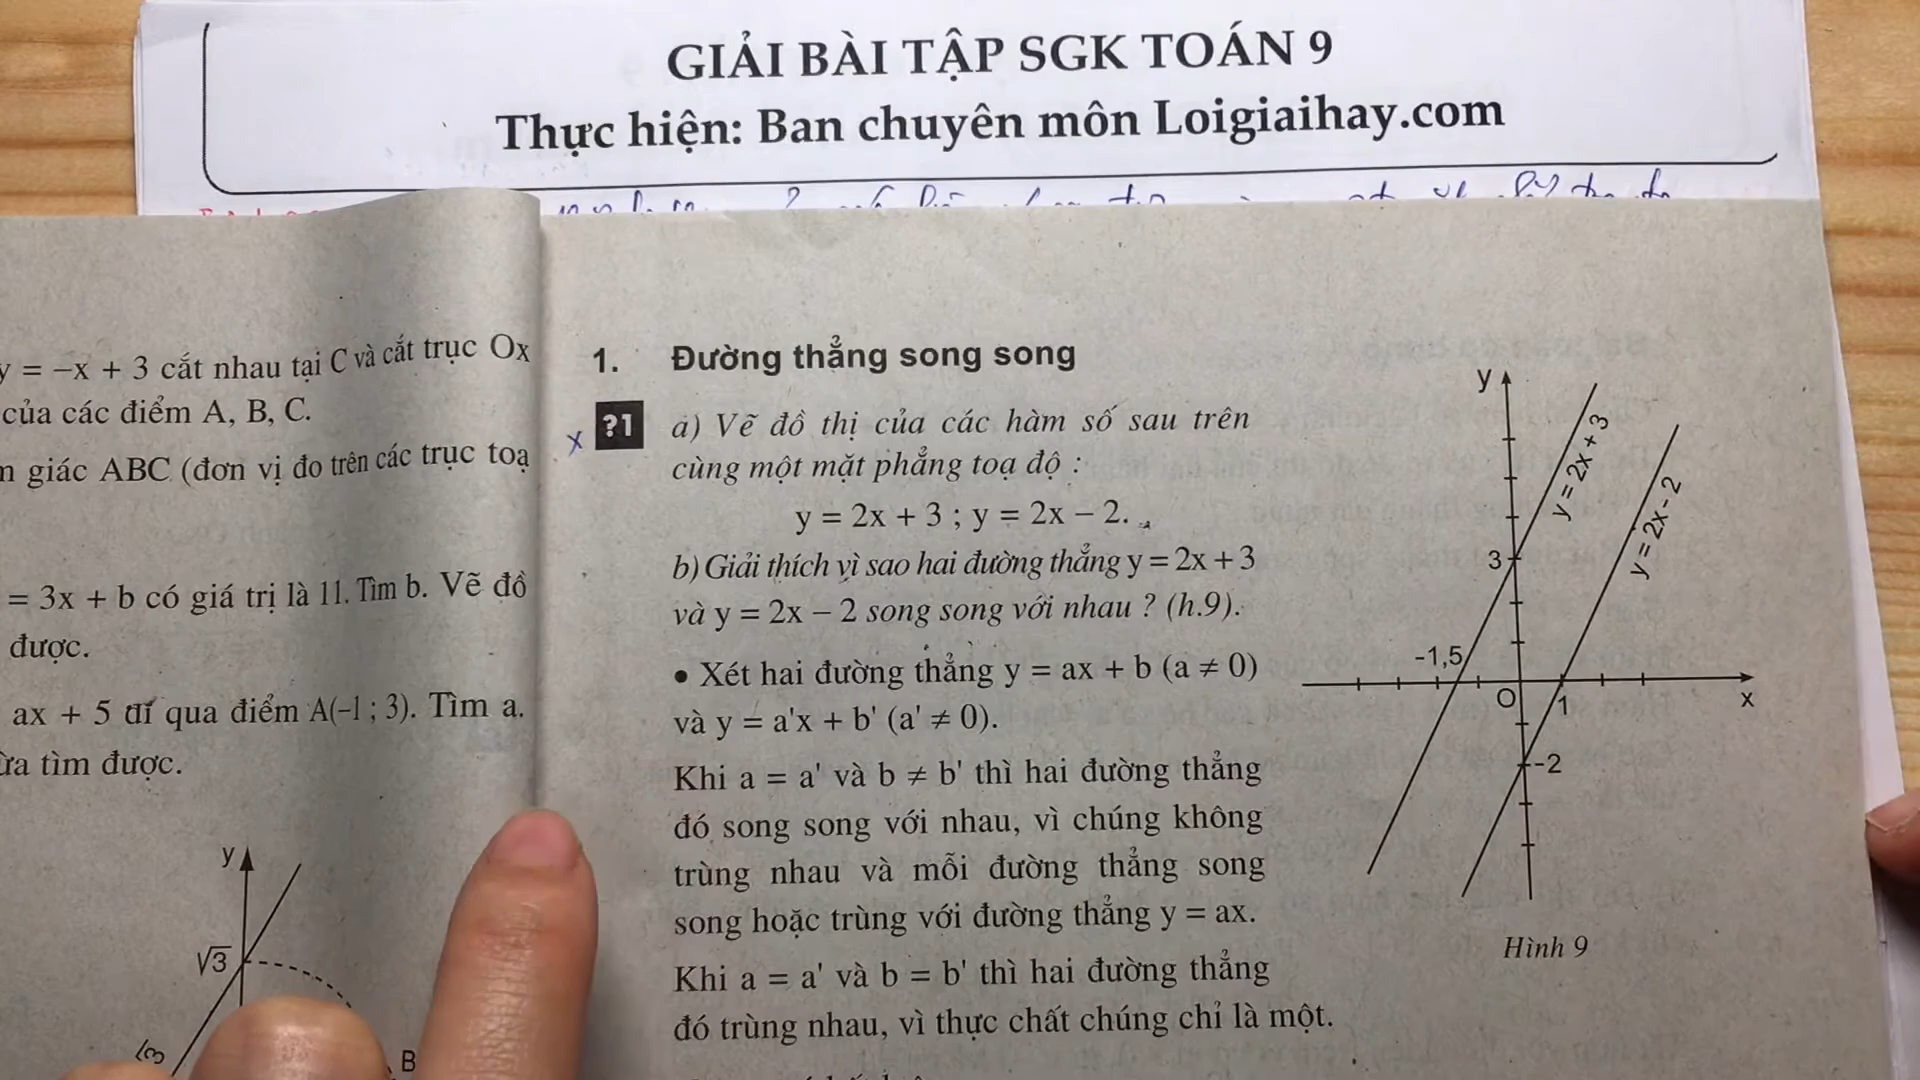 GIẢI BÀI TẬP SGK TOÁN 9
Thực hiện: Ban chuyên môn Loigiaihay.com
y = –x + 3 cắt nhau tại C và cắt trục Ox
của các điểm A, B, C.
giác ABC (đơn vị đo trên các trục toạ
= 3x + b có giá trị là 11. Tìm b. Vẽ đồ
được.
ax + 5 đi qua điểm A(–1 ; 3). Tìm a.
tìm được.
y
√3
B
1. Đường thẳng song song
x ?1 a) Vẽ đồ thị của các hàm số sau trên
cùng một mặt phẳng toạ độ :
y = 2x + 3 ; y = 2x – 2.
b) Giải thích vì sao hai đường thẳng y = 2x + 3
và y = 2x – 2 song song với nhau ? (h.9).
• Xét hai đường thẳng y = ax + b (a ≠ 0)
và y = a'x + b' (a' ≠ 0).
Khi a = a' và b ≠ b' thì hai đường thẳng
đó song song với nhau, vì chúng không
trùng nhau và mỗi đường thẳng song
song hoặc trùng với đường thẳng y = ax.
Khi a = a' và b = b' thì hai đường thẳng
đó trùng nhau, vì thực chất chúng chỉ là một.
y
y = 2x + 3
y = 2x - 2
3
-1,5
O
1
x
-2
Hình 9